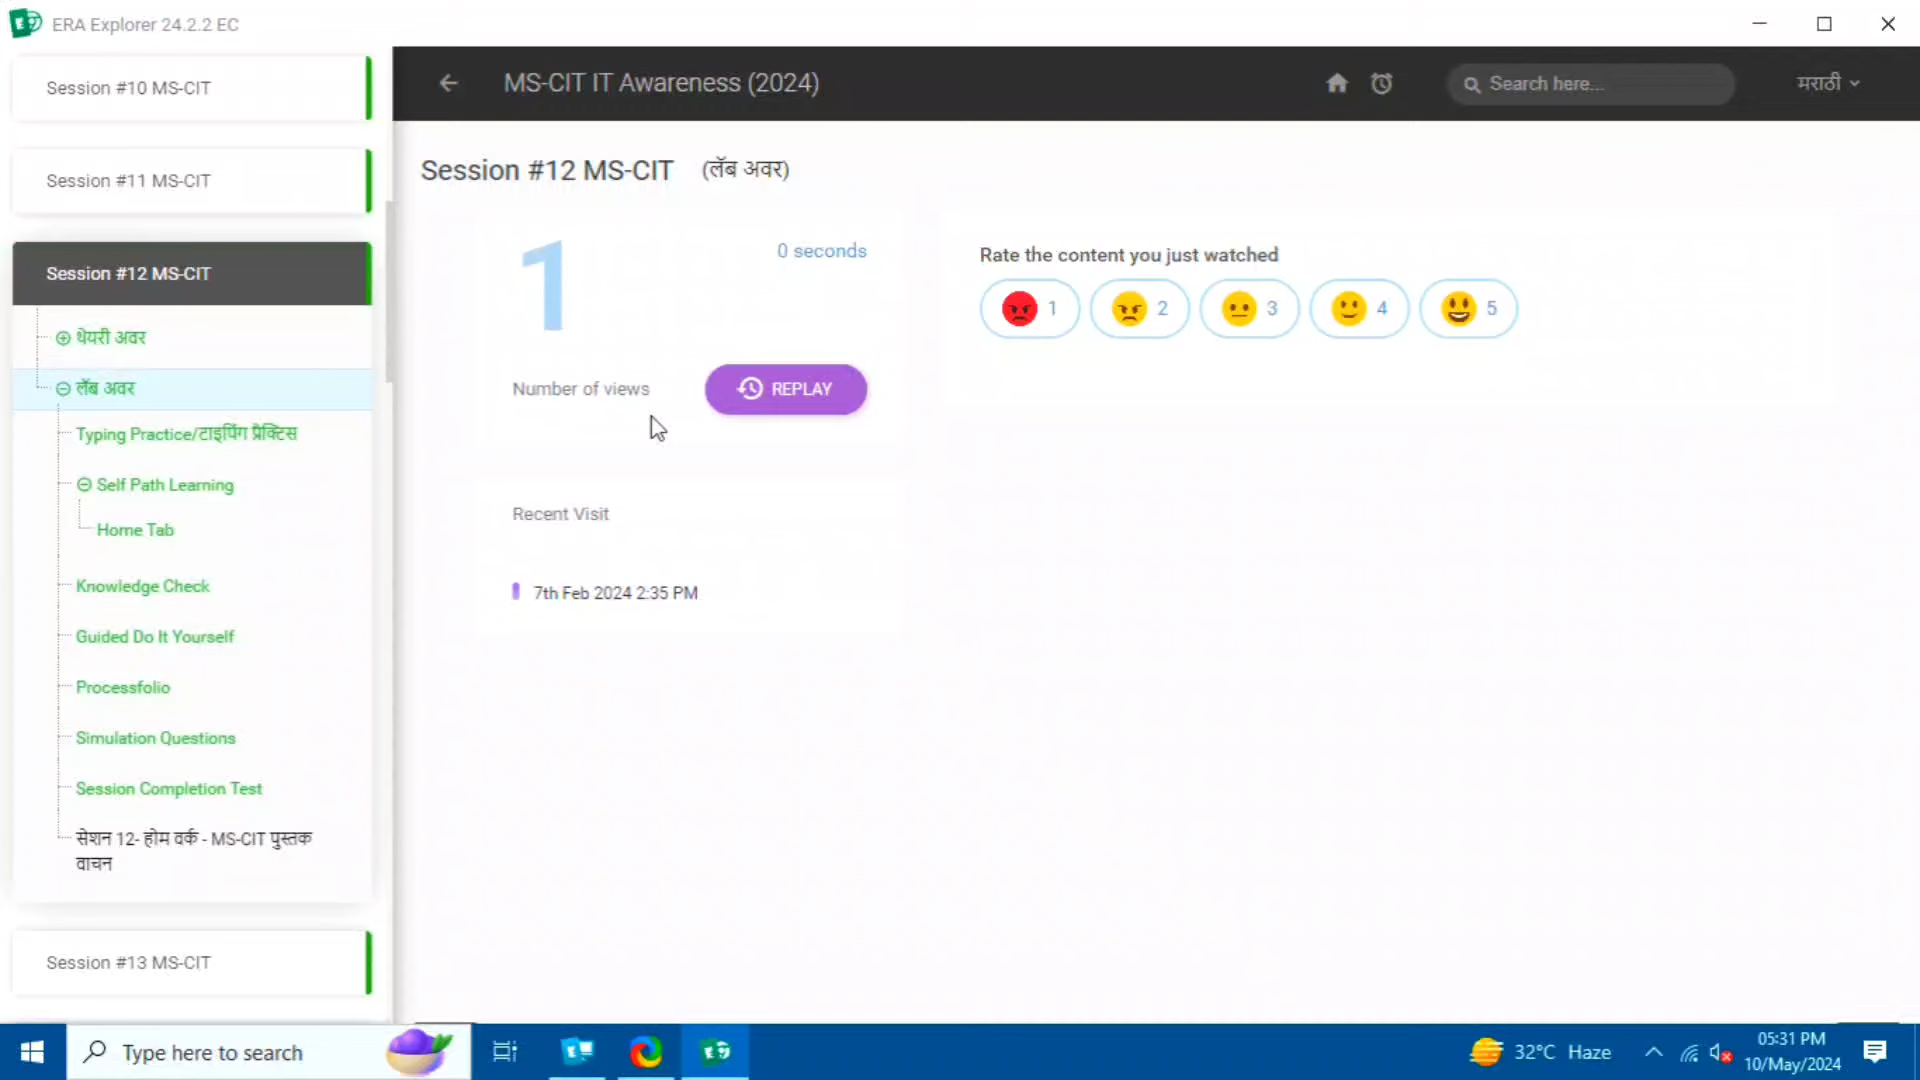 ERA Explorer 24.2.2 EC
Session #10 MS-CIT
Session #11 MS-CIT
Session #12 MS-CIT
थेयरी अवर
लॅब अवर
Typing Practice/टाइपिंग प्रॅक्टिस
Self Path Learning
Home Tab
Knowledge Check
Guided Do It Yourself
Processfolio
Simulation Questions
Session Completion Test
सेशन 12- होम वर्क - MS-CIT पुस्तक
वाचन
Session #13 MS-CIT
MS-CIT IT Awareness (2024)
Search here...
मराठी
Session #12 MS-CIT (लॅब अवर)
1
0 seconds
Number of views
REPLAY
Recent Visit
7th Feb 2024 2:35 PM
Rate the content you just watched
1 2 3 4 5
Type here to search
32°C Haze
05:31 PM
10/May/2024